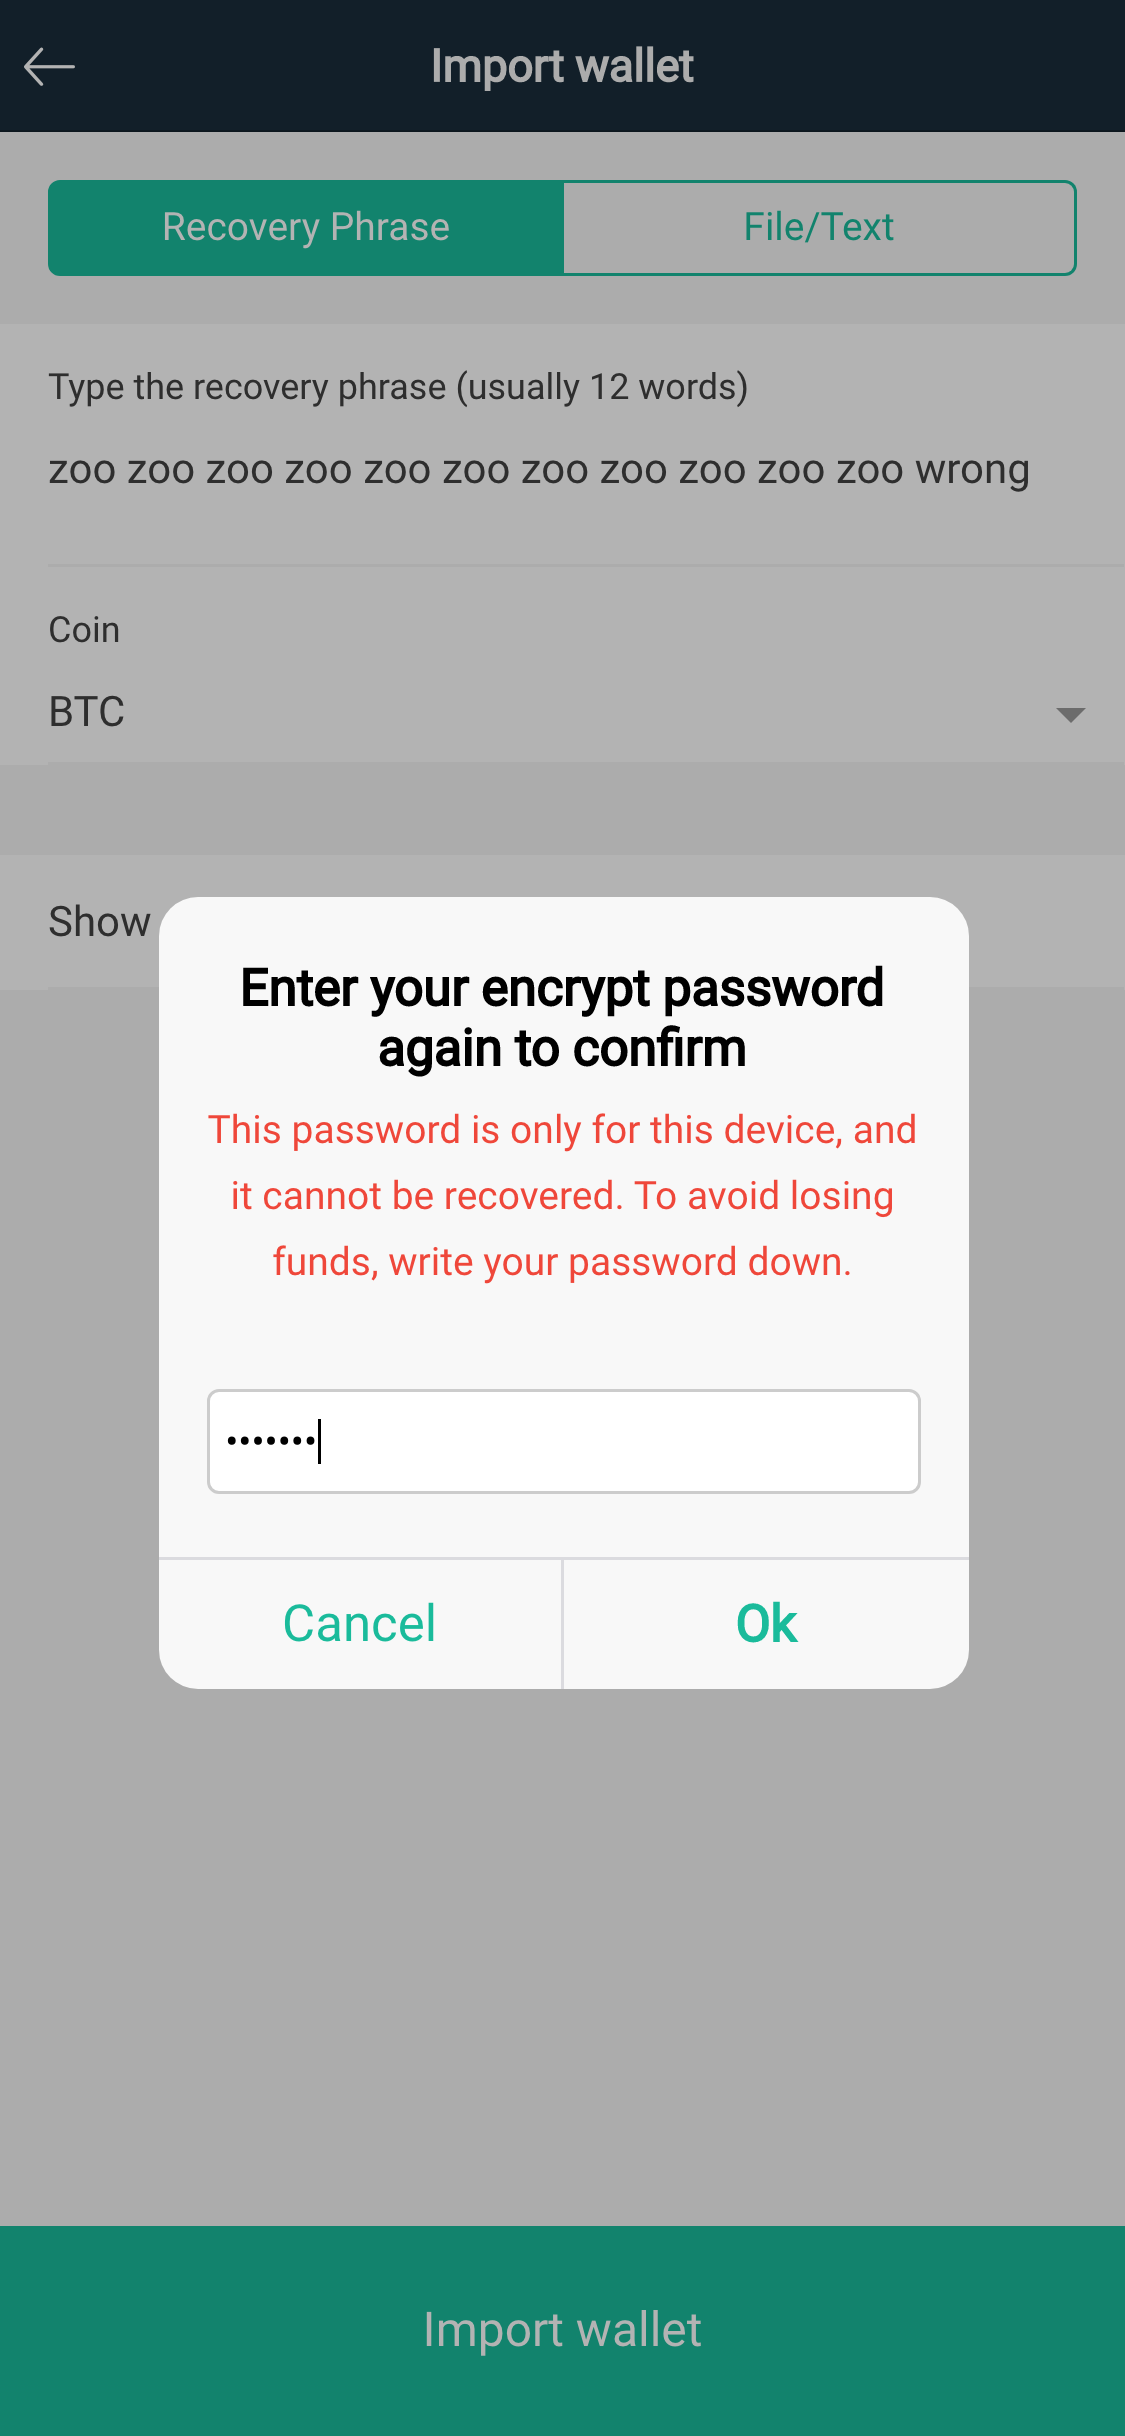 Import wallet
Recovery Phrase
File/Text
Type the recovery phrase (usually 12 words)
zoo zoo zoo zoo zoo zoo zoo zoo zoo zoo zoo wrong
Coin
BTC
Show
Enter your encrypt password
again to confirm
This password is only for this device, and
it cannot be recovered. To avoid losing
funds, write your password down.
•••••••
Cancel
Ok
Import wallet